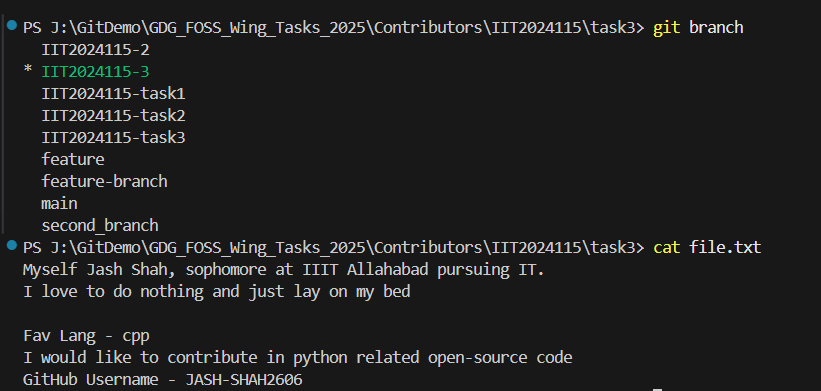 PS J:\GitDemo\GDG_FOSS_Wing_Tasks_2025\Contributors\IIT2024115\task3> git branch
IIT2024115-2
* IIT2024115-3
IIT2024115-task1
IIT2024115-task2
IIT2024115-task3
feature
feature-branch
main
second_branch
PS J:\GitDemo\GDG_FOSS_Wing_Tasks_2025\Contributors\IIT2024115\task3> cat file.txt
Myself Jash Shah, sophomore at IIIT Allahabad pursuing IT.
I love to do nothing and just lay on my bed
Fav Lang - cpp
I would like to contribute in python related open-source code
GitHub Username - JASH-SHAH2606